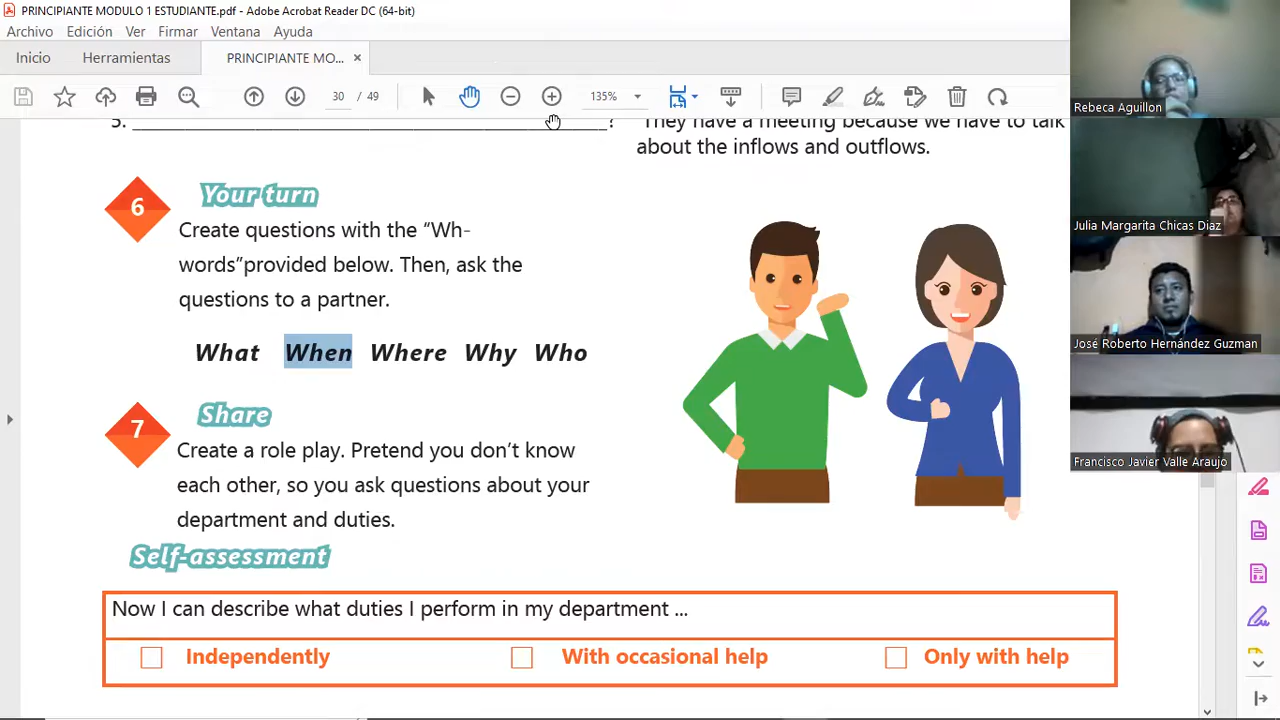 PRINCIPIANTE MODULO 1 ESTUDIANTE.pdf - Adobe Acrobat Reader DC (64-bit)
Archivo Edición Ver Firmar Ventana Ayuda
Inicio Herramientas PRINCIPIANTE MO... ×
30 / 49 135%
5. ______________________________________________? They have a meeting because we have to talk
about the inflows and outflows.
6 Your turn
Create questions with the “Wh-
words”provided below. Then, ask the
questions to a partner.
What When Where Why Who
7 Share
Create a role play. Pretend you don’t know
each other, so you ask questions about your
department and duties.
Self-assessment
Now I can describe what duties I perform in my department ...
Independently With occasional help Only with help
Rebeca Aguillon
Julia Margarita Chicas Diaz
José Roberto Hernández Guzman
Francisco Javier Valle Araujo